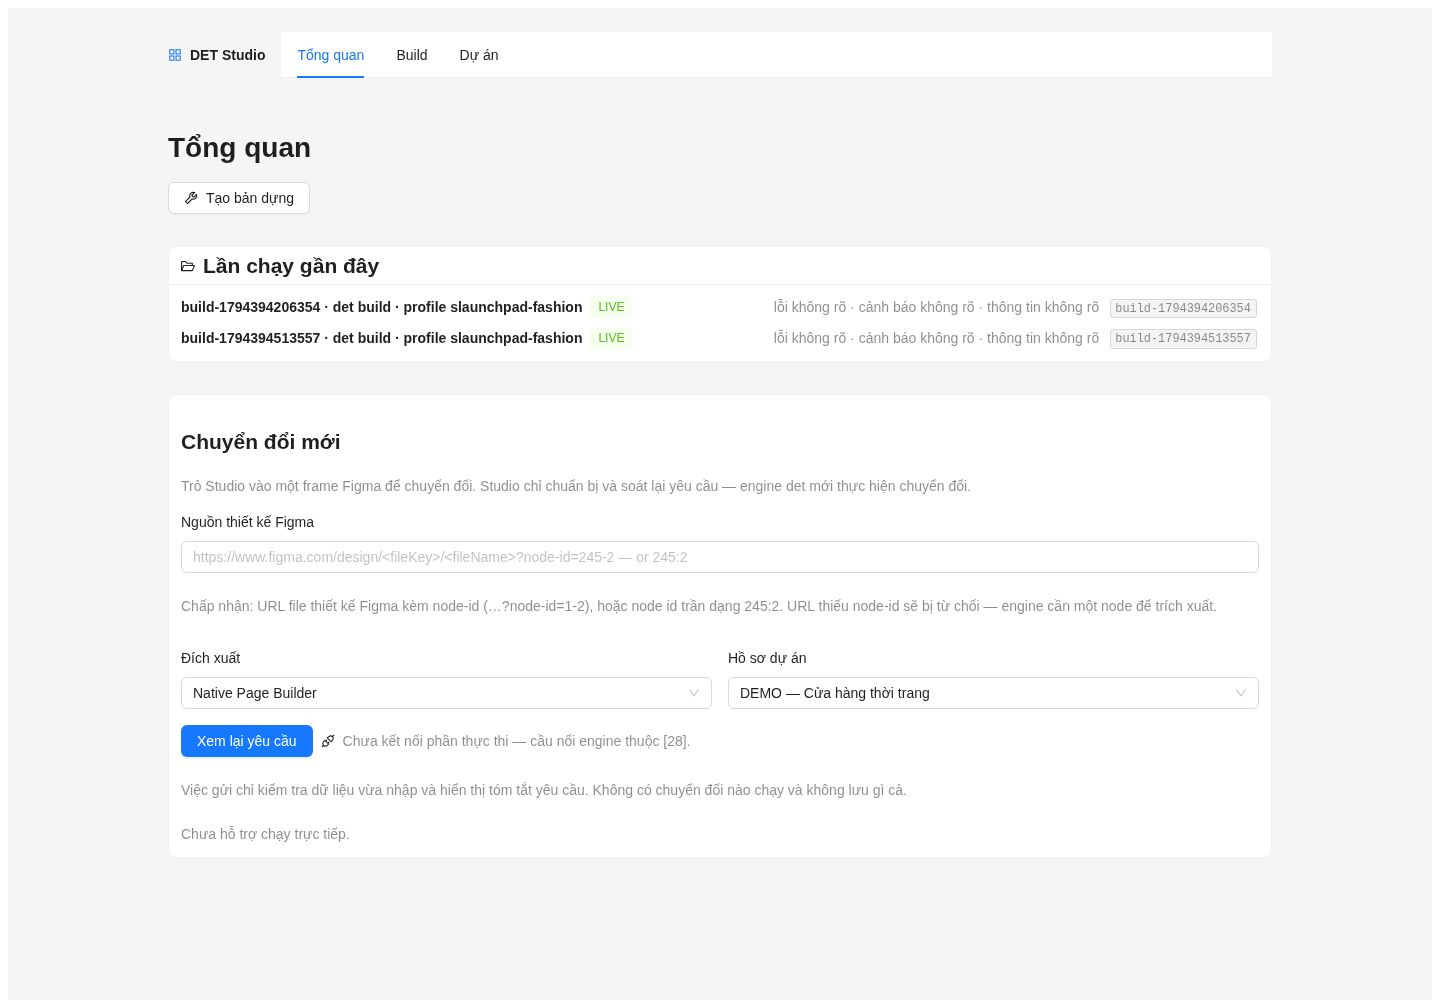 DET Studio Tổng quan Build Dự án
Tổng quan
Tạo bản dựng
Lần chạy gần đây
build-1794394206354 · det build · profile slaunchpad-fashion LIVE lỗi không rõ · cảnh báo không rõ · thông tin không rõ build-1794394206354
build-1794394513557 · det build · profile slaunchpad-fashion LIVE lỗi không rõ · cảnh báo không rõ · thông tin không rõ build-1794394513557
Chuyển đổi mới
Trỏ Studio vào một frame Figma để chuyển đổi. Studio chỉ chuẩn bị và soát lại yêu cầu — engine det mới thực hiện chuyển đổi.
Nguồn thiết kế Figma
https://www.figma.com/design/<fileKey>/<fileName>?node-id=245-2 — or 245:2
Chấp nhận: URL file thiết kế Figma kèm node-id (…?node-id=1-2), hoặc node id trần dạng 245:2. URL thiếu node-id sẽ bị từ chối — engine cần một node để trích xuất.
Đích xuất Hồ sơ dự án
Native Page Builder DEMO — Cửa hàng thời trang
Xem lại yêu cầu Chưa kết nối phần thực thi — cầu nối engine thuộc [28].
Việc gửi chỉ kiểm tra dữ liệu vừa nhập và hiển thị tóm tắt yêu cầu. Không có chuyển đổi nào chạy và không lưu gì cả.
Chưa hỗ trợ chạy trực tiếp.